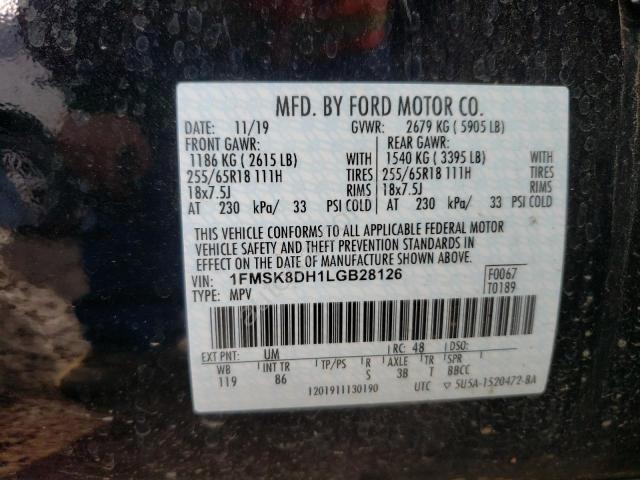 MFD. BY FORD MOTOR CO.
DATE: 11/19 GVWR: 2679 KG ( 5905 LB)
FRONT GAWR: REAR GAWR:
1186 KG ( 2615 LB) WITH 1540 KG ( 3395 LB) WITH
255/65R18 111H TIRES 255/65R18 111H TIRES
18x7.5J RIMS 18x7.5J RIMS
AT 230 kPa/ 33 PSI COLD AT 230 kPa/ 33 PSI COLD
THIS VEHICLE CONFORMS TO ALL APPLICABLE FEDERAL MOTOR
VEHICLE SAFETY AND THEFT PREVENTION STANDARDS IN
EFFECT ON THE DATE OF MANUFACTURE SHOWN ABOVE.
VIN: 1FMSK8DH1LGB28126 F0067
TYPE: MPV T0189
EXT PNT: UM RC: 48 DSO:
WB INT TR TP/PS R AXLE TR SPR
119 86 S 3B T BBCC
1201911130190 UTC ▽ 5U5A-1520472-BA